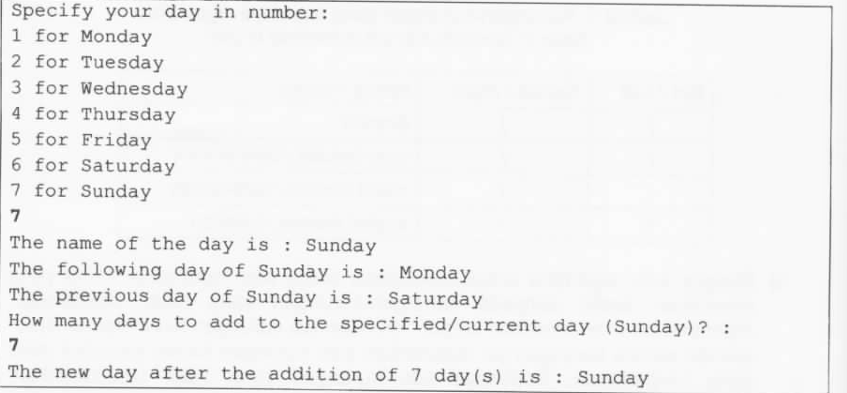 Specify your day in number:
1 for Monday
2 for Tuesday
3 for Wednesday
4 for Thursday
5 for Friday
6 for Saturday
7 for Sunday
7
The name of the day is : Sunday
The following day of Sunday is : Monday
The previous day of Sunday is : Saturday
How many days to add to the specified/current day (Sunday)? :
7
The new day after the addition of 7 day(s) is : Sunday